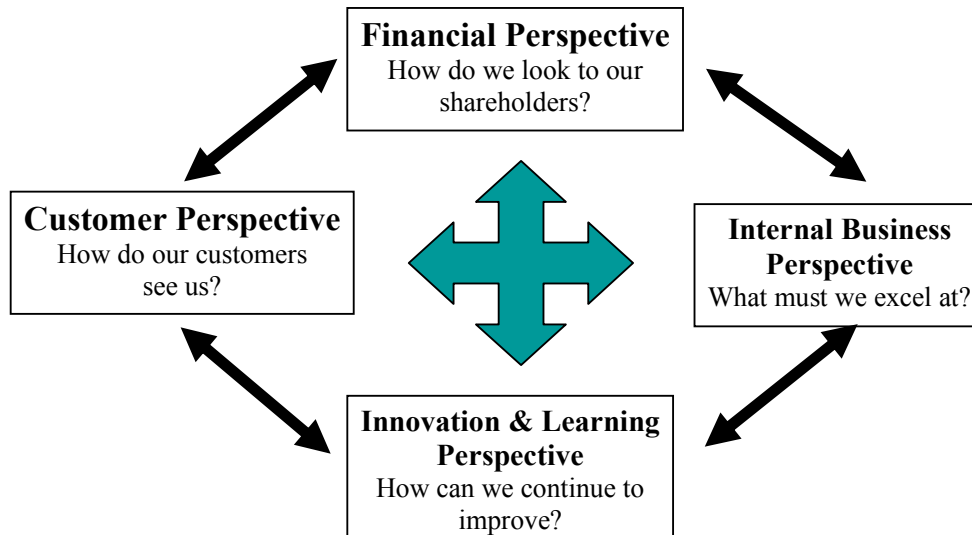 Financial Perspective
How do we look to our
shareholders?
Customer Perspective
How do our customers
see us?
Internal Business
Perspective
What must we excel at?
Innovation & Learning
Perspective
How can we continue to
improve?